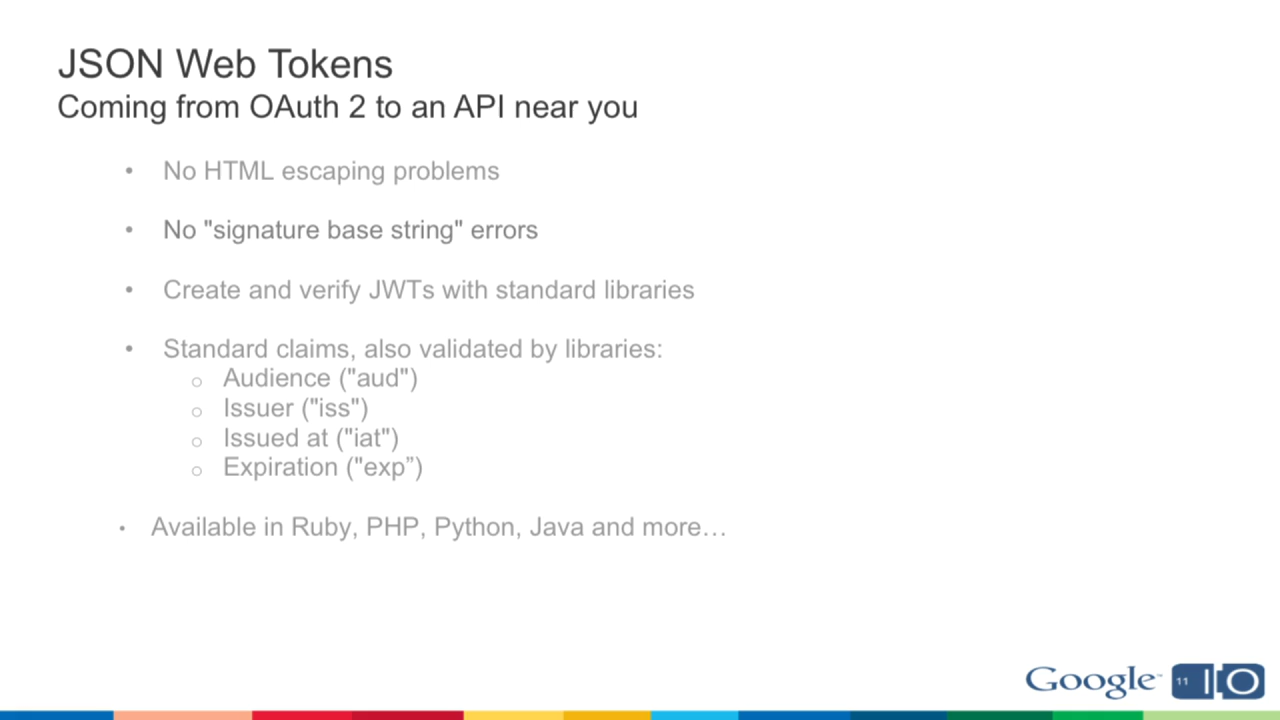 JSON Web Tokens
Coming from OAuth 2 to an API near you
• No HTML escaping problems
• No "signature base string" errors
• Create and verify JWTs with standard libraries
• Standard claims, also validated by libraries:
o Audience ("aud")
o Issuer ("iss")
o Issued at ("iat")
o Expiration ("exp”)
• Available in Ruby, PHP, Python, Java and more…
Google™ 11 IO